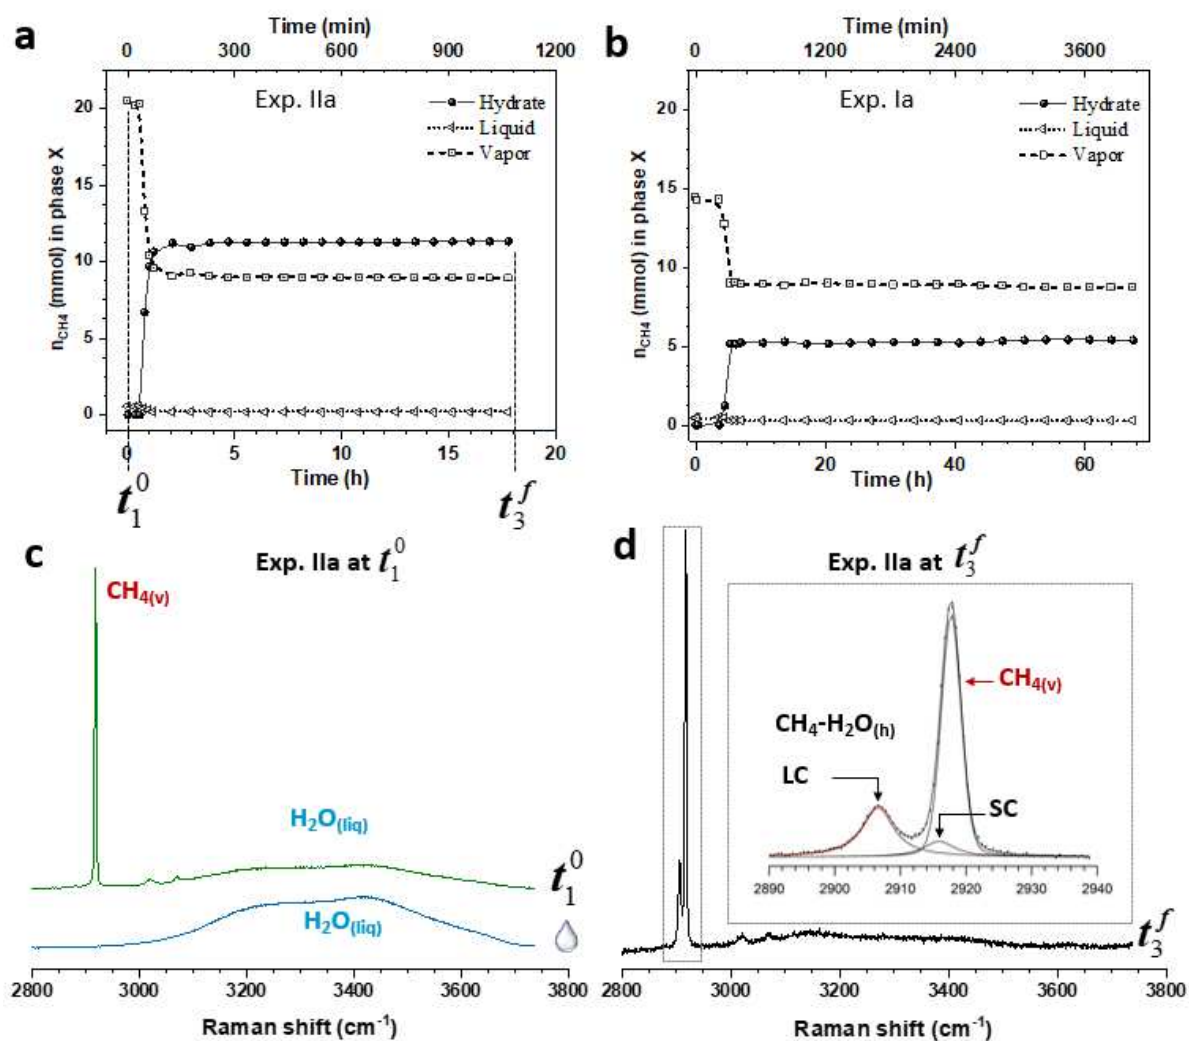 a
Time (min)
0 300 600 900 1200
Exp. IIa
Hydrate
Liquid
Vapor
n_CH4 (mmol) in phase X
20
15
10
5
0
0 5 10 15 20
Time (h)
t₁⁰
t₃ᶠ
b
Time (min)
0 1200 2400 3600
Exp. Ia
Hydrate
Liquid
Vapor
n_CH4 (mmol) in phase X
20
15
10
5
0
0 20 40 60
Time (h)
c
Exp. IIa at t₁⁰
CH₄₍ᵥ₎
H₂O(liq)
t₁⁰
H₂O(liq)
2800 3000 3200 3400 3600 3800
Raman shift (cm⁻¹)
d
Exp. IIa at t₃ᶠ
CH₄₍ᵥ₎
CH₄-H₂O₍ₕ₎
LC
SC
2890 2900 2910 2920 2930 2940
t₃ᶠ
2800 3000 3200 3400 3600 3800
Raman shift (cm⁻¹)